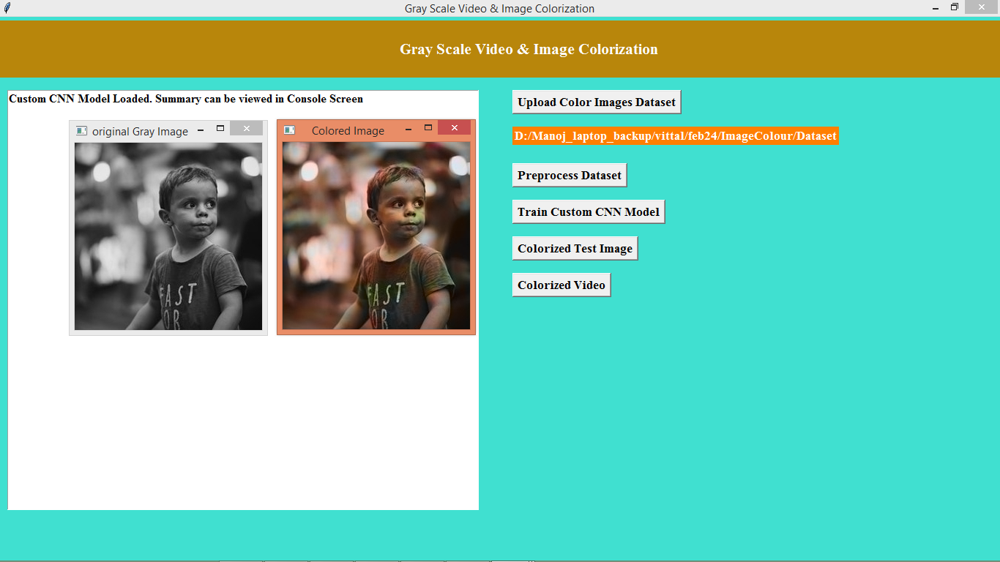 Gray Scale Video & Image Colorization
Gray Scale Video & Image Colorization
Custom CNN Model Loaded. Summary can be viewed in Console Screen
original Gray Image
FAST
FOR
Colored Image
FAST
FOR
Upload Color Images Dataset
D:/Manoj_laptop_backup/vittal/feb24/ImageColour/Dataset
Preprocess Dataset
Train Custom CNN Model
Colorized Test Image
Colorized Video